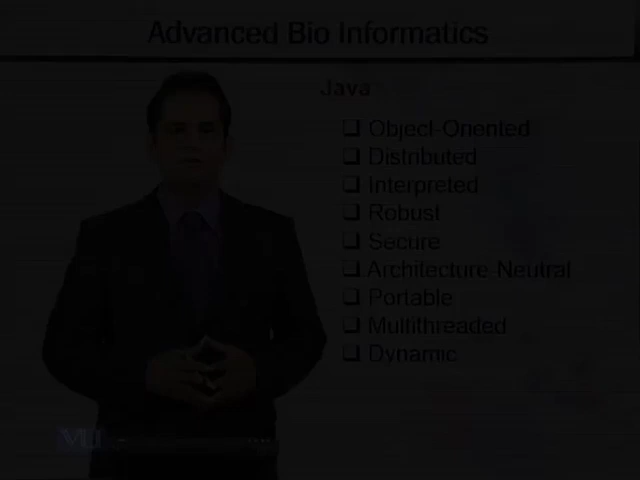 Advanced Bio Informatics
Java
❑ Object-Oriented
❑ Distributed
❑ Interpreted
❑ Robust
❑ Secure
❑ Architecture-Neutral
❑ Portable
❑ Multithreaded
❑ Dynamic